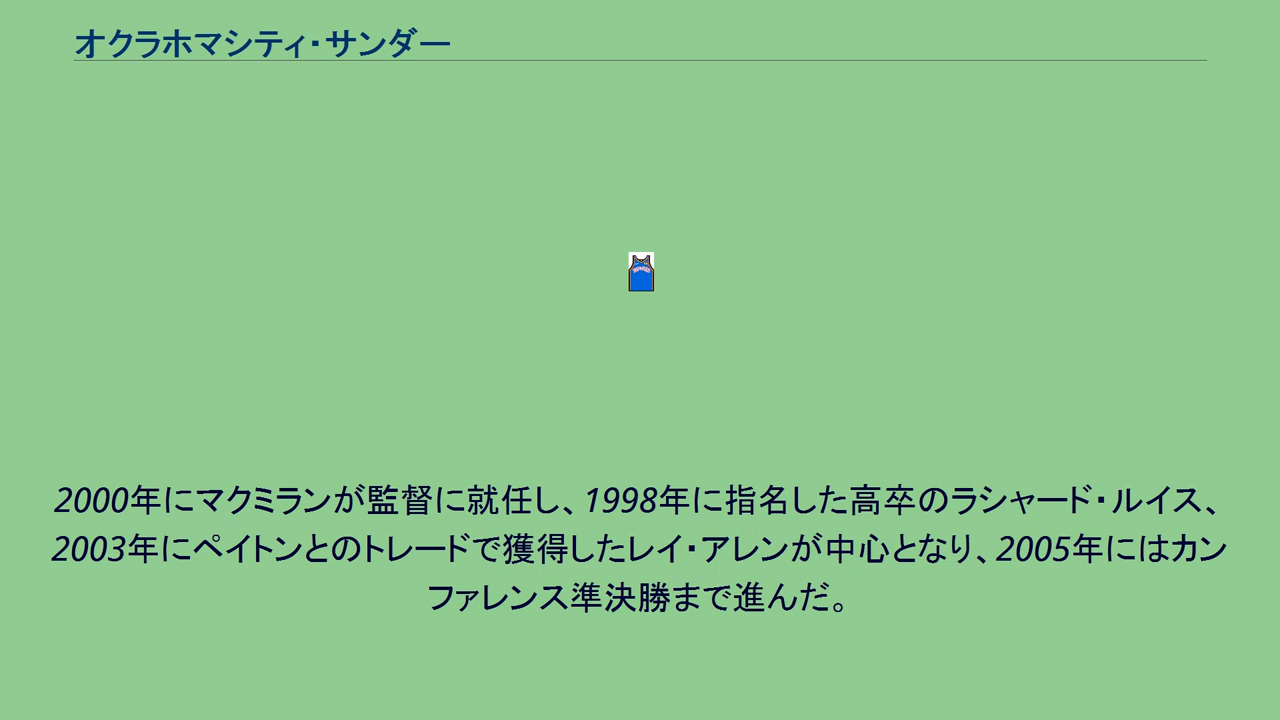 オクラホマシティ・サンダー
2000年にマクミランが監督に就任し、1998年に指名した高卒のラシャード・ルイス、
2003年にペイトンとのトレードで獲得したレイ・アレンが中心となり、2005年にはカン
ファレンス準決勝まで進んだ。